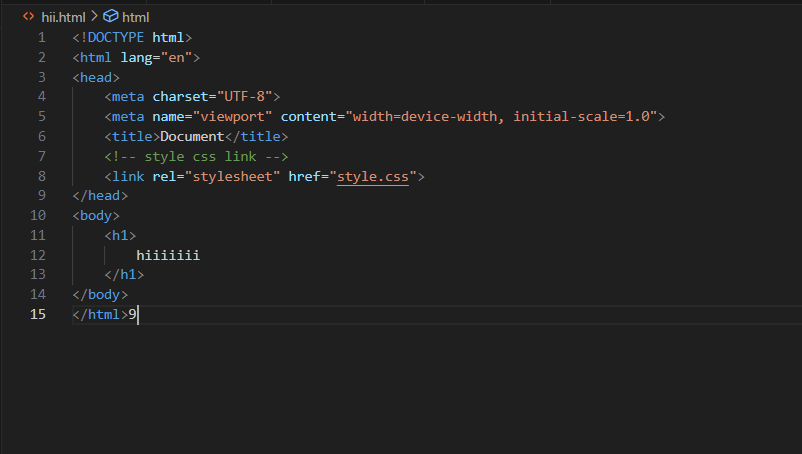 hii.html > html
1 <!DOCTYPE html>
2 <html lang="en">
3 <head>
4     <meta charset="UTF-8">
5     <meta name="viewport" content="width=device-width, initial-scale=1.0">
6     <title>Document</title>
7     <!-- style css link -->
8     <link rel="stylesheet" href="style.css">
9 </head>
10 <body>
11     <h1>
12         hiiiiiii
13     </h1>
14 </body>
15 </html>9